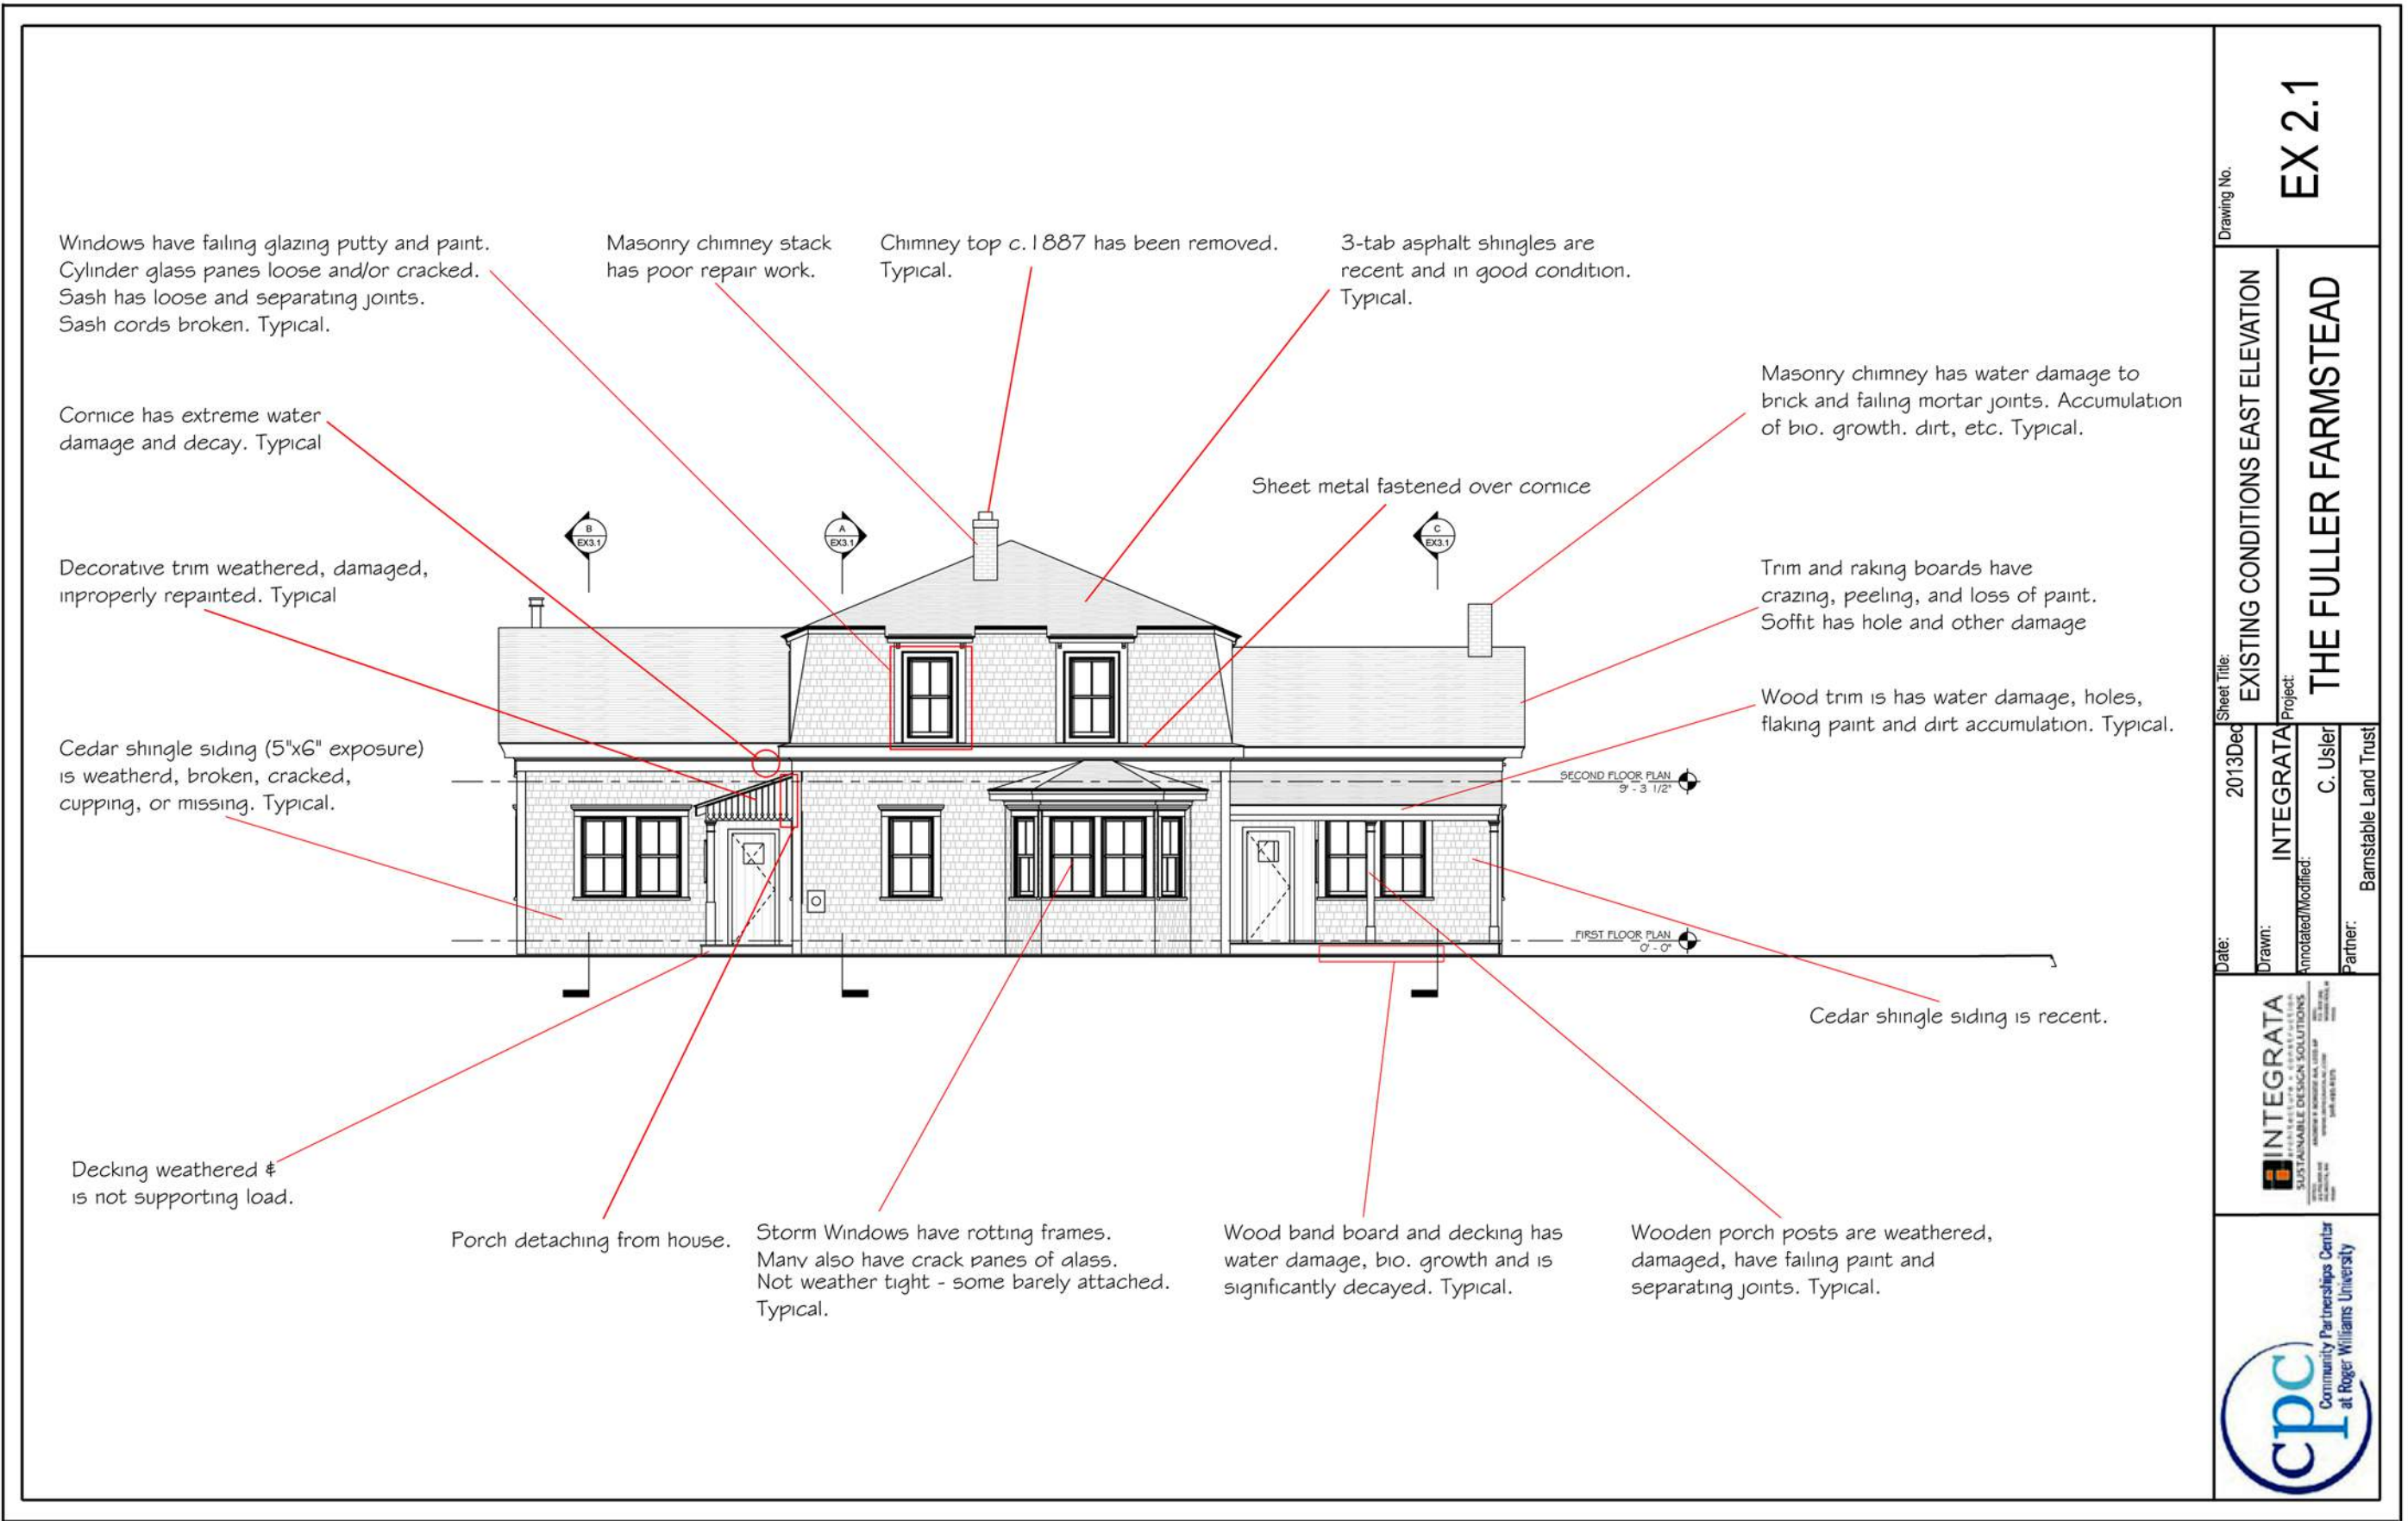 Windows have failing glazing putty and paint.
Cylinder glass panes loose and/or cracked.
Sash has loose and separating joints.
Sash cords broken. Typical.
Masonry chimney stack
has poor repair work.
Chimney top c.1887 has been removed.
Typical.
3-tab asphalt shingles are
recent and in good condition.
Typical.
Masonry chimney has water damage to
brick and failing mortar joints. Accumulation
of bio. growth. dirt, etc. Typical.
Cornice has extreme water
damage and decay. Typical
Sheet metal fastened over cornice
B
EX3.1
A
EX3.1
C
EX3.1
Decorative trim weathered, damaged,
inproperly repainted. Typical
Trim and raking boards have
crazing, peeling, and loss of paint.
Soffit has hole and other damage
Wood trim is has water damage, holes,
flaking paint and dirt accumulation. Typical.
Cedar shingle siding (5"x6" exposure)
is weatherd, broken, cracked,
cupping, or missing. Typical.
SECOND FLOOR PLAN
9' - 3 1/2"
FIRST FLOOR PLAN
0' - 0"
Cedar shingle siding is recent.
Decking weathered &
is not supporting load.
Porch detaching from house.
Storm Windows have rotting frames.
Many also have crack panes of glass.
Not weather tight - some barely attached.
Typical.
Wood band board and decking has
water damage, bio. growth and is
significantly decayed. Typical.
Wooden porch posts are weathered,
damaged, have failing paint and
separating joints. Typical.
Drawing No.
EX 2.1
Sheet Title:
EXISTING CONDITIONS EAST ELEVATION
Project:
THE FULLER FARMSTEAD
Date:
2013Dec
Drawn:
INTEGRATA
Annotated/Modified:
C. Usler
Partner:
Barnstable Land Trust
INTEGRATA
architecture + construction
SUSTAINABLE DESIGN SOLUTIONS
cpc
Community Partnerships Center
at Roger Williams University